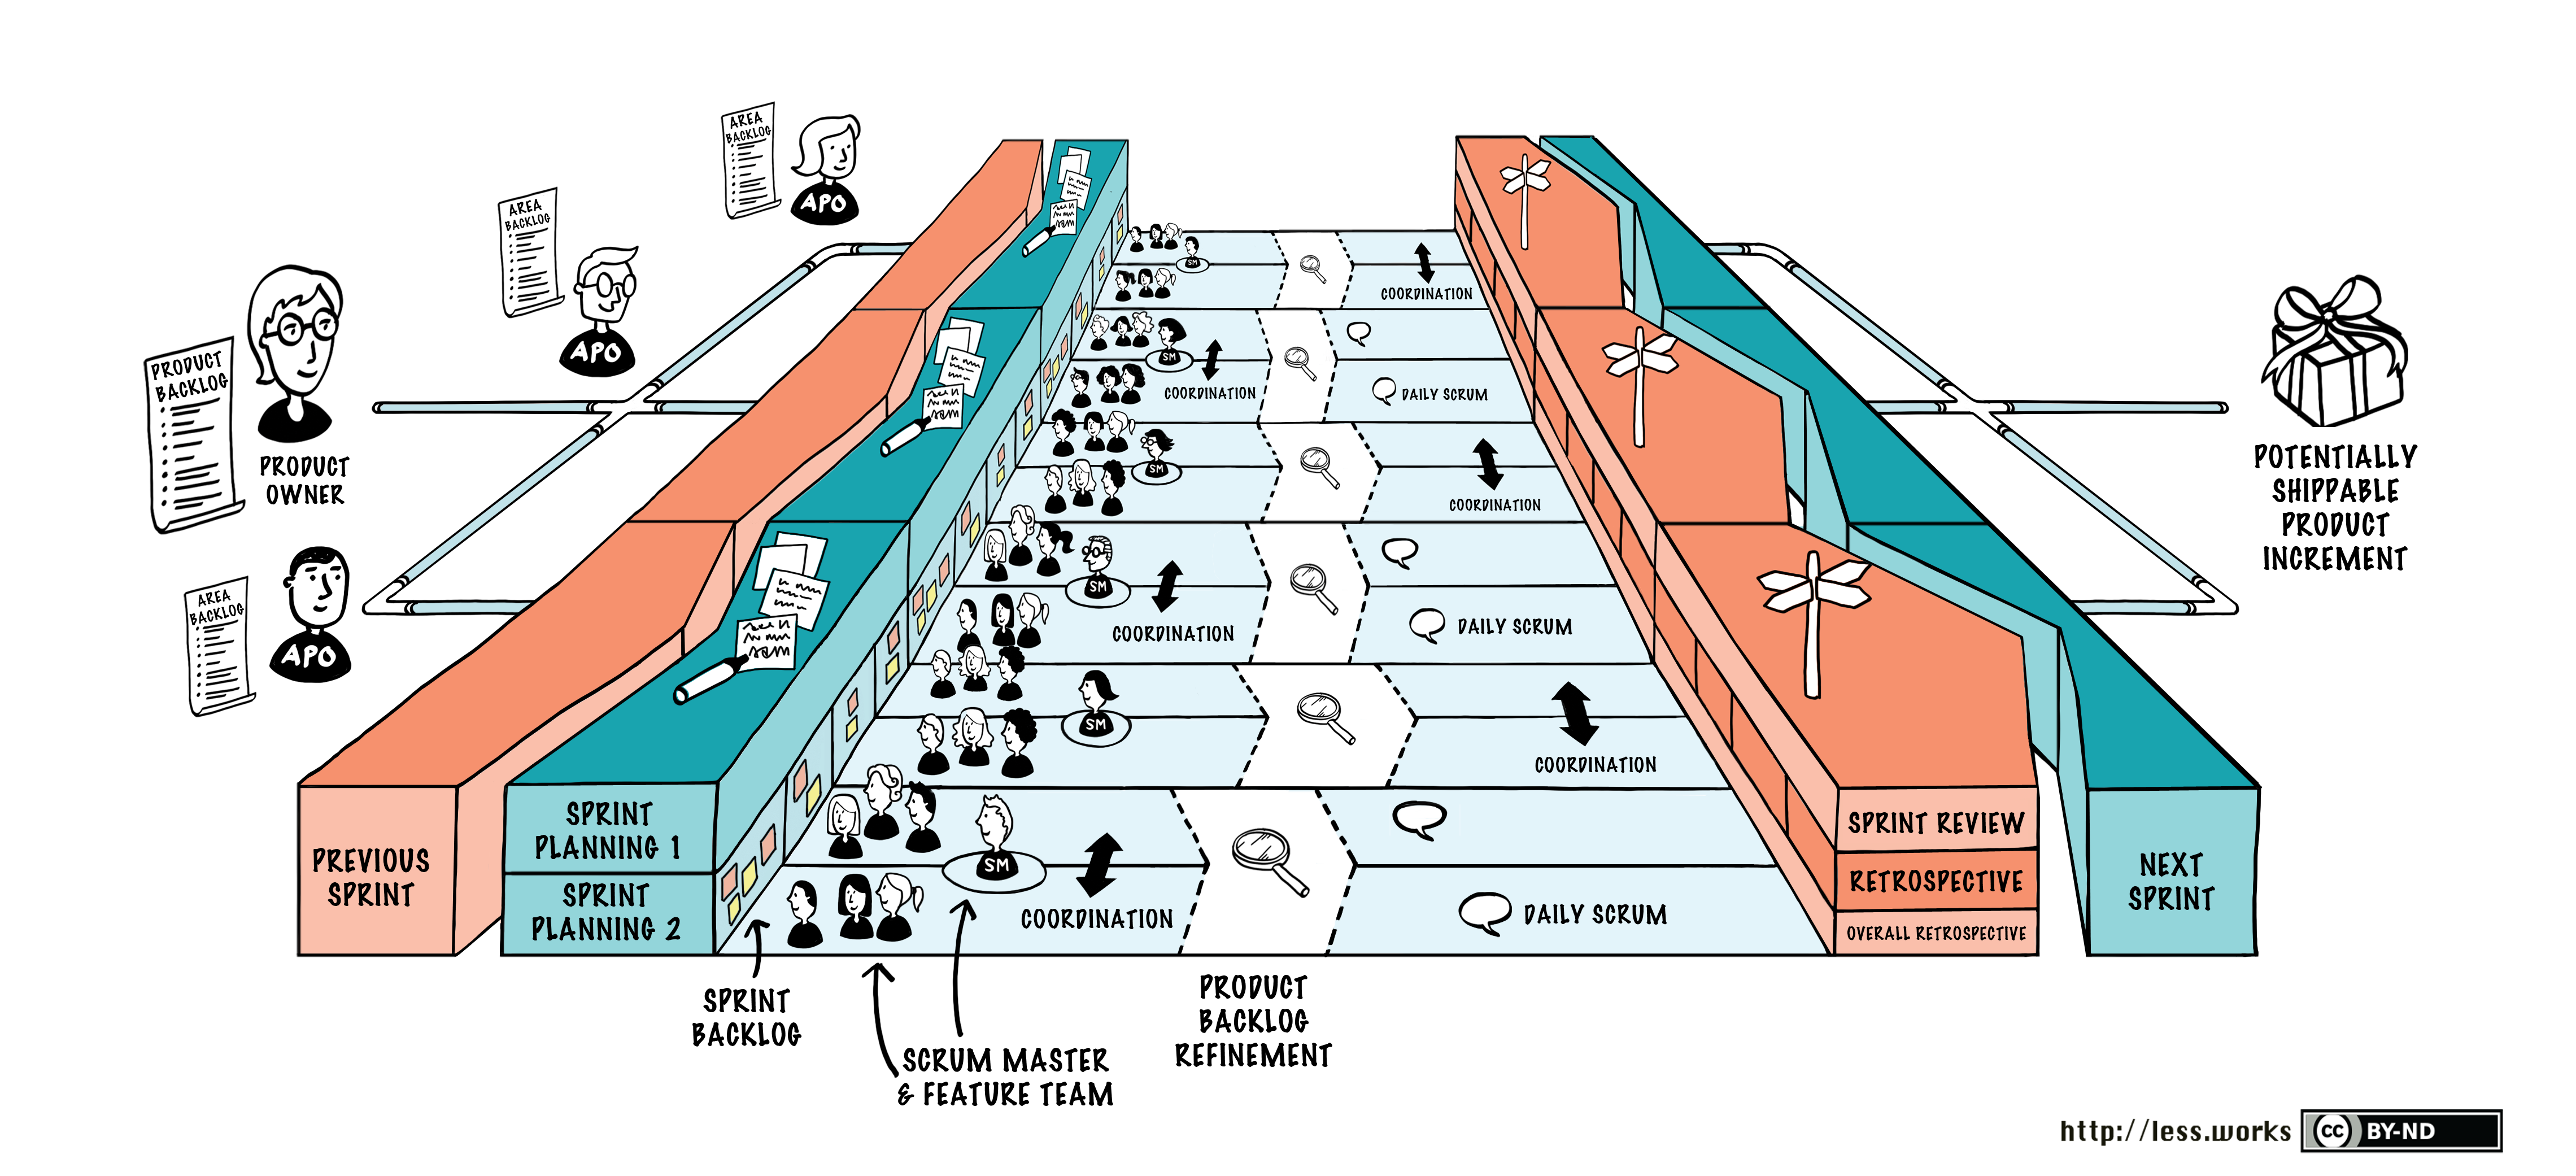 AREA
BACKLOG
APO
AREA
BACKLOG
APO
PRODUCT
BACKLOG
PRODUCT
OWNER
AREA
BACKLOG
APO
PREVIOUS
SPRINT
SPRINT
PLANNING 1
SPRINT
PLANNING 2
SM
COORDINATION
SM
COORDINATION
DAILY SCRUM
SM
COORDINATION
SM
COORDINATION
DAILY SCRUM
SM
COORDINATION
SM
COORDINATION
DAILY SCRUM
SPRINT REVIEW
RETROSPECTIVE
OVERALL RETROSPECTIVE
NEXT
SPRINT
POTENTIALLY
SHIPPABLE
PRODUCT
INCREMENT
SPRINT
BACKLOG
SCRUM MASTER
& FEATURE TEAM
PRODUCT
BACKLOG
REFINEMENT
http://less.works
cc BY-ND